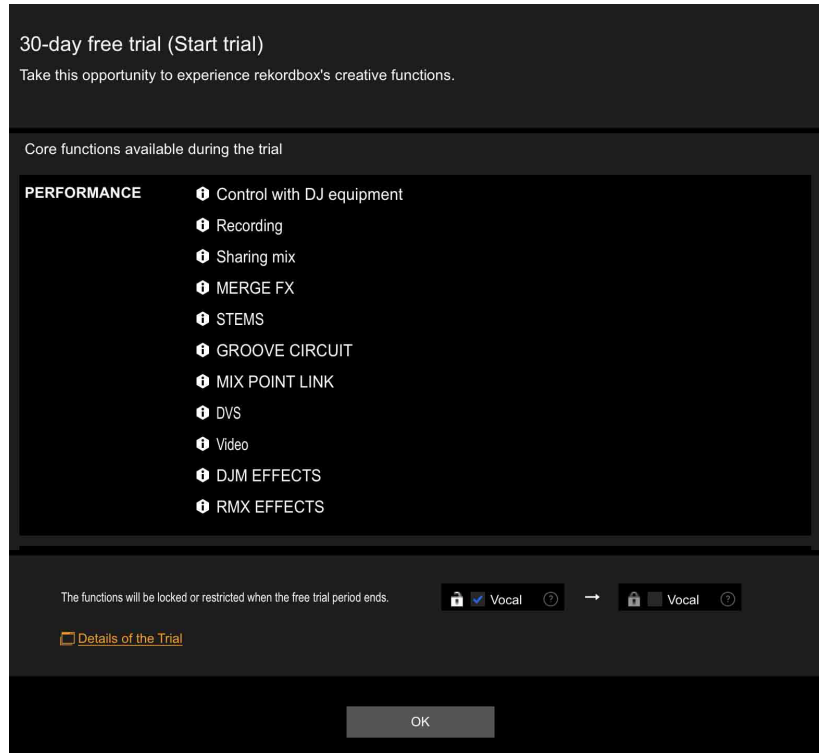 30-day free trial (Start trial)
Take this opportunity to experience rekordbox's creative functions.
Core functions available during the trial
PERFORMANCE
Control with DJ equipment
Recording
Sharing mix
MERGE FX
STEMS
GROOVE CIRCUIT
MIX POINT LINK
DVS
Video
DJM EFFECTS
RMX EFFECTS
The functions will be locked or restricted when the free trial period ends. Vocal ? → Vocal ?
Details of the Trial
OK